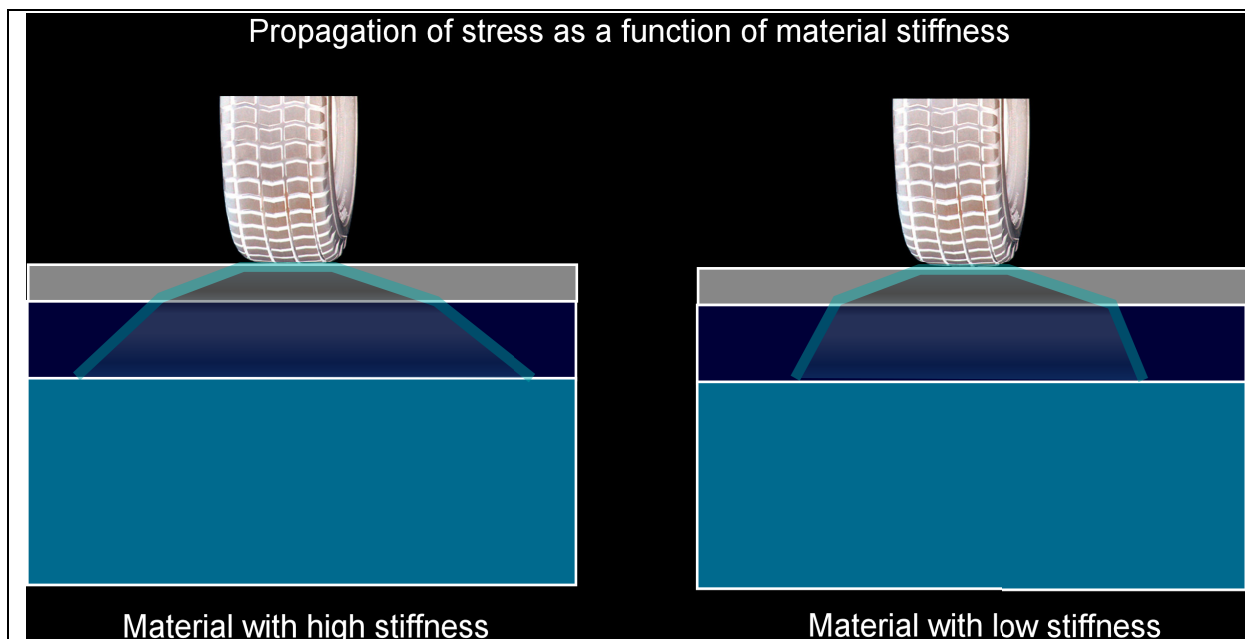 Propagation of stress as a function of material stiffness
Material with high stiffness
Material with low stiffness